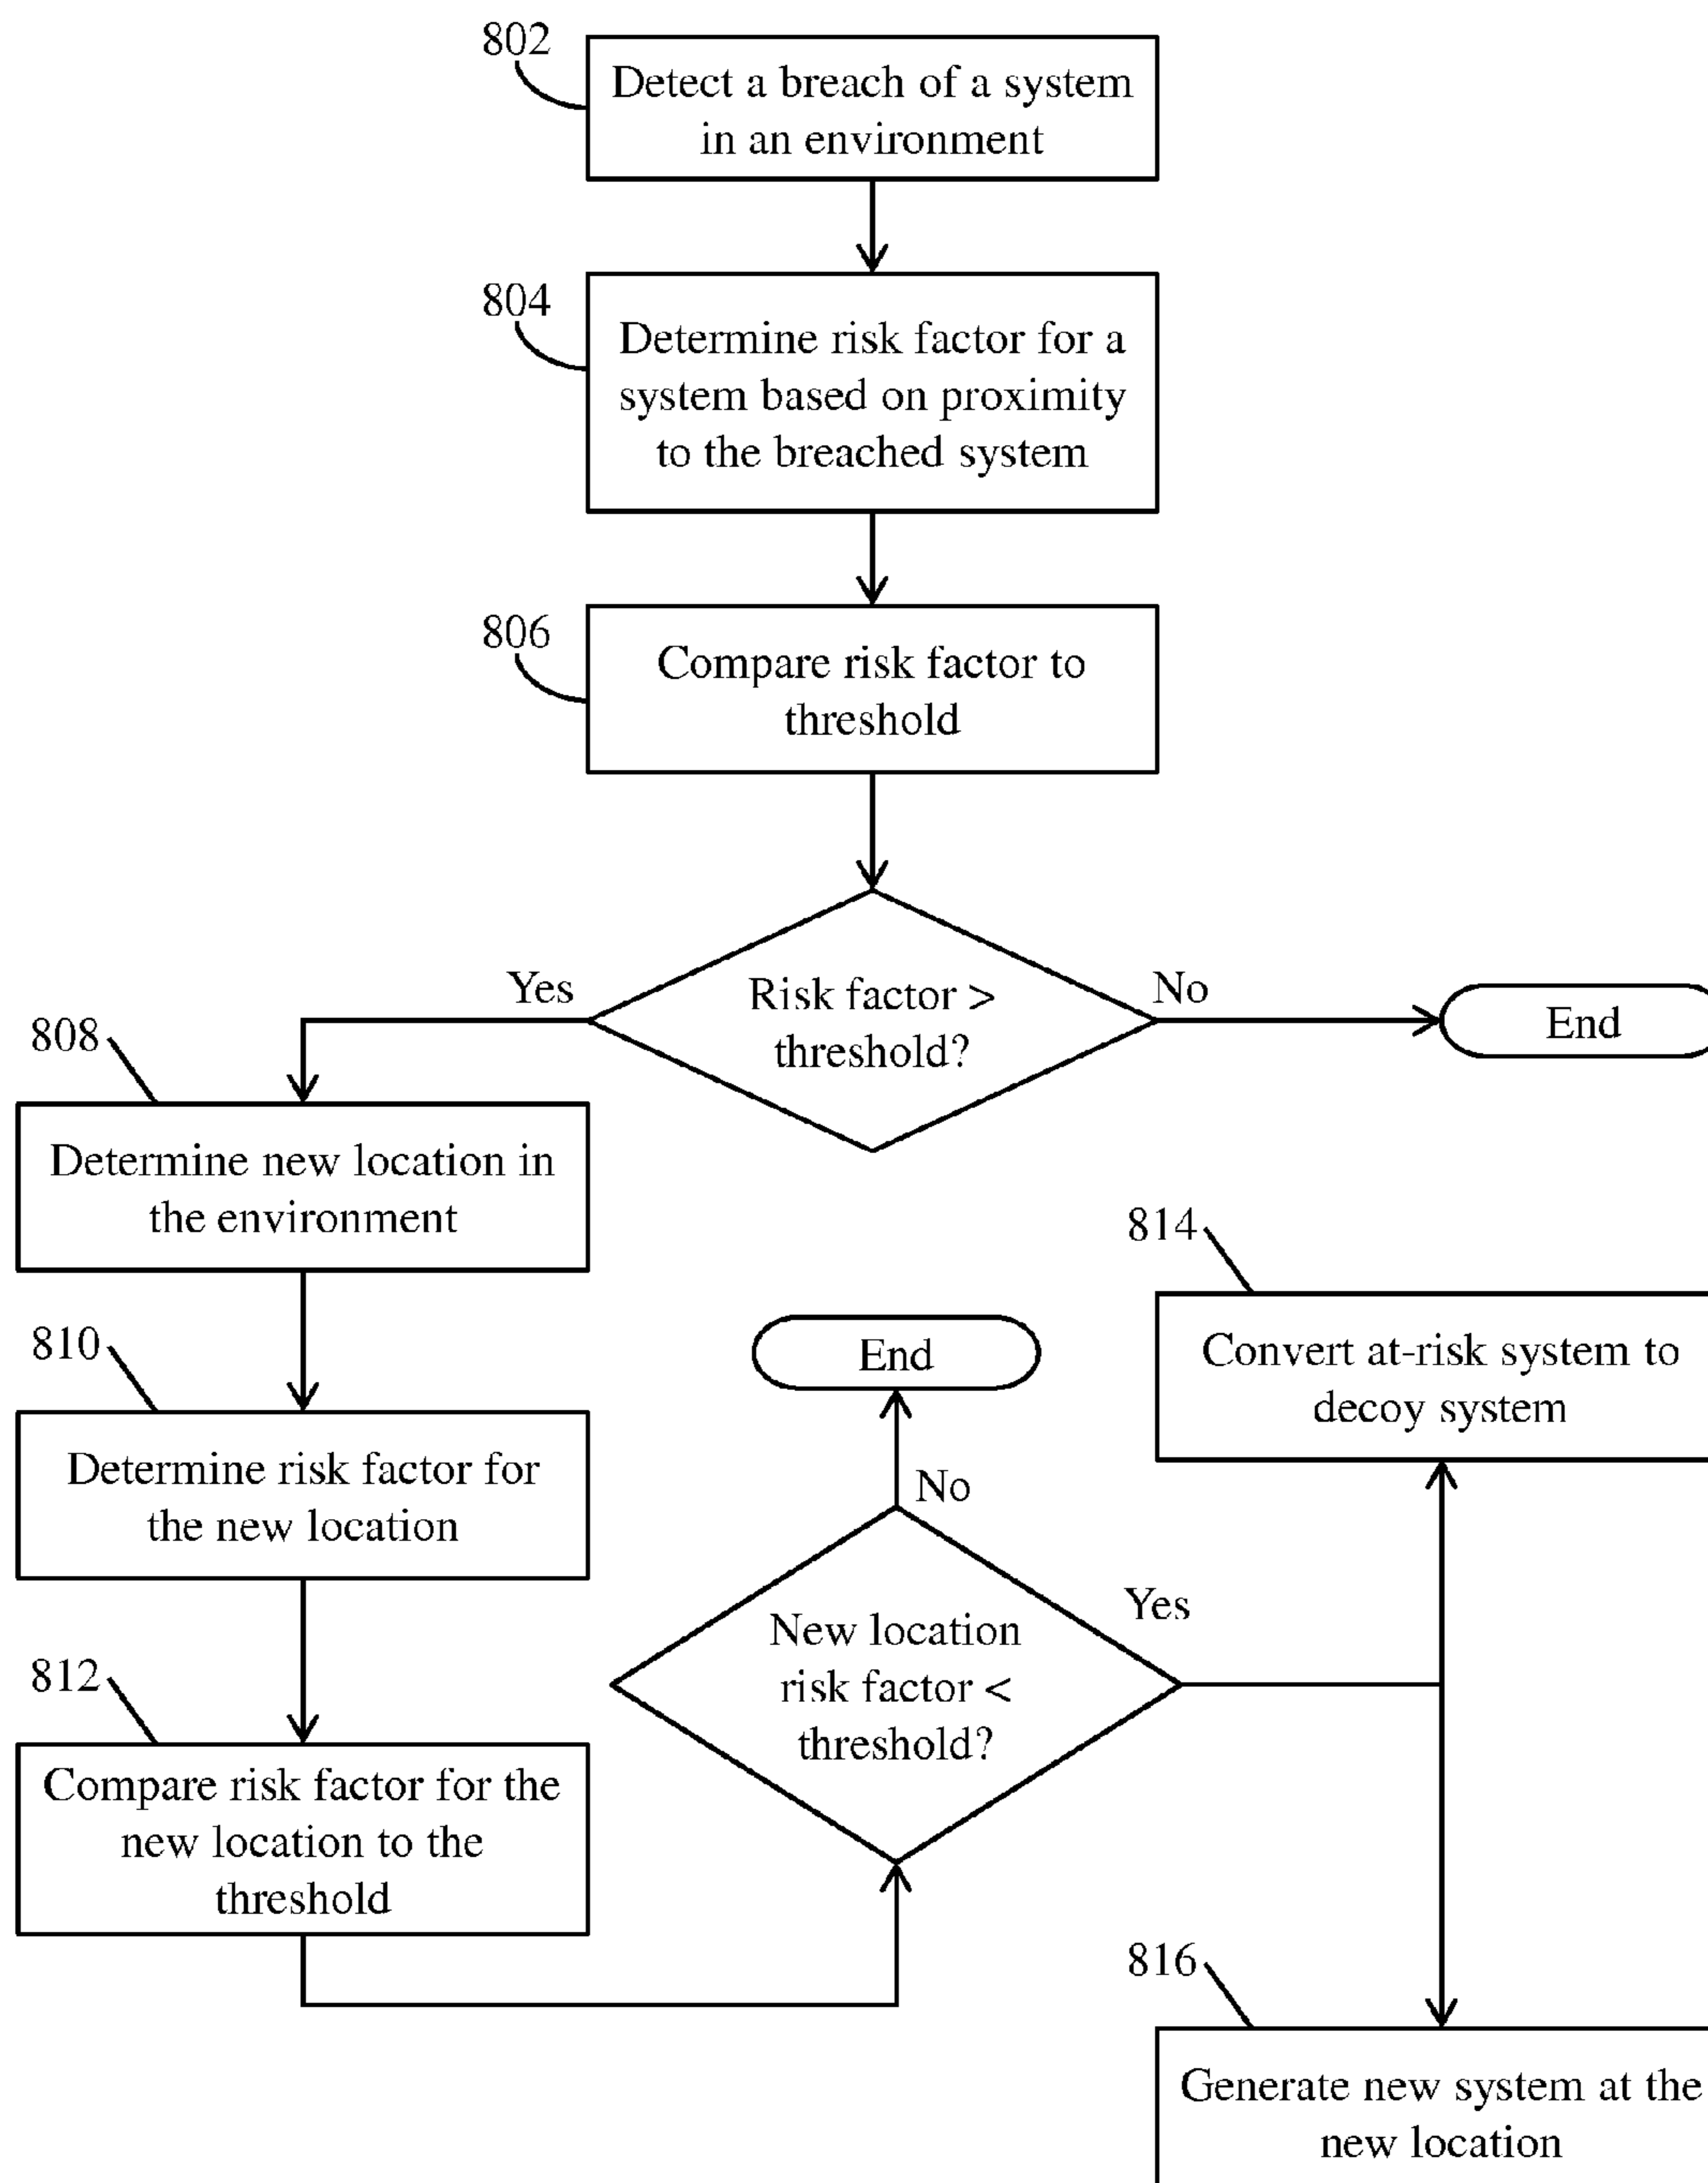 802
Detect a breach of a system
in an environment
804
Determine risk factor for a
system based on proximity
to the breached system
806
Compare risk factor to
threshold
Risk factor >
threshold?
Yes
No
End
808
Determine new location in
the environment
810
Determine risk factor for
the new location
812
Compare risk factor for the
new location to the
threshold
New location
risk factor <
threshold?
No
End
Yes
814
Convert at-risk system to
decoy system
816
Generate new system at the
new location